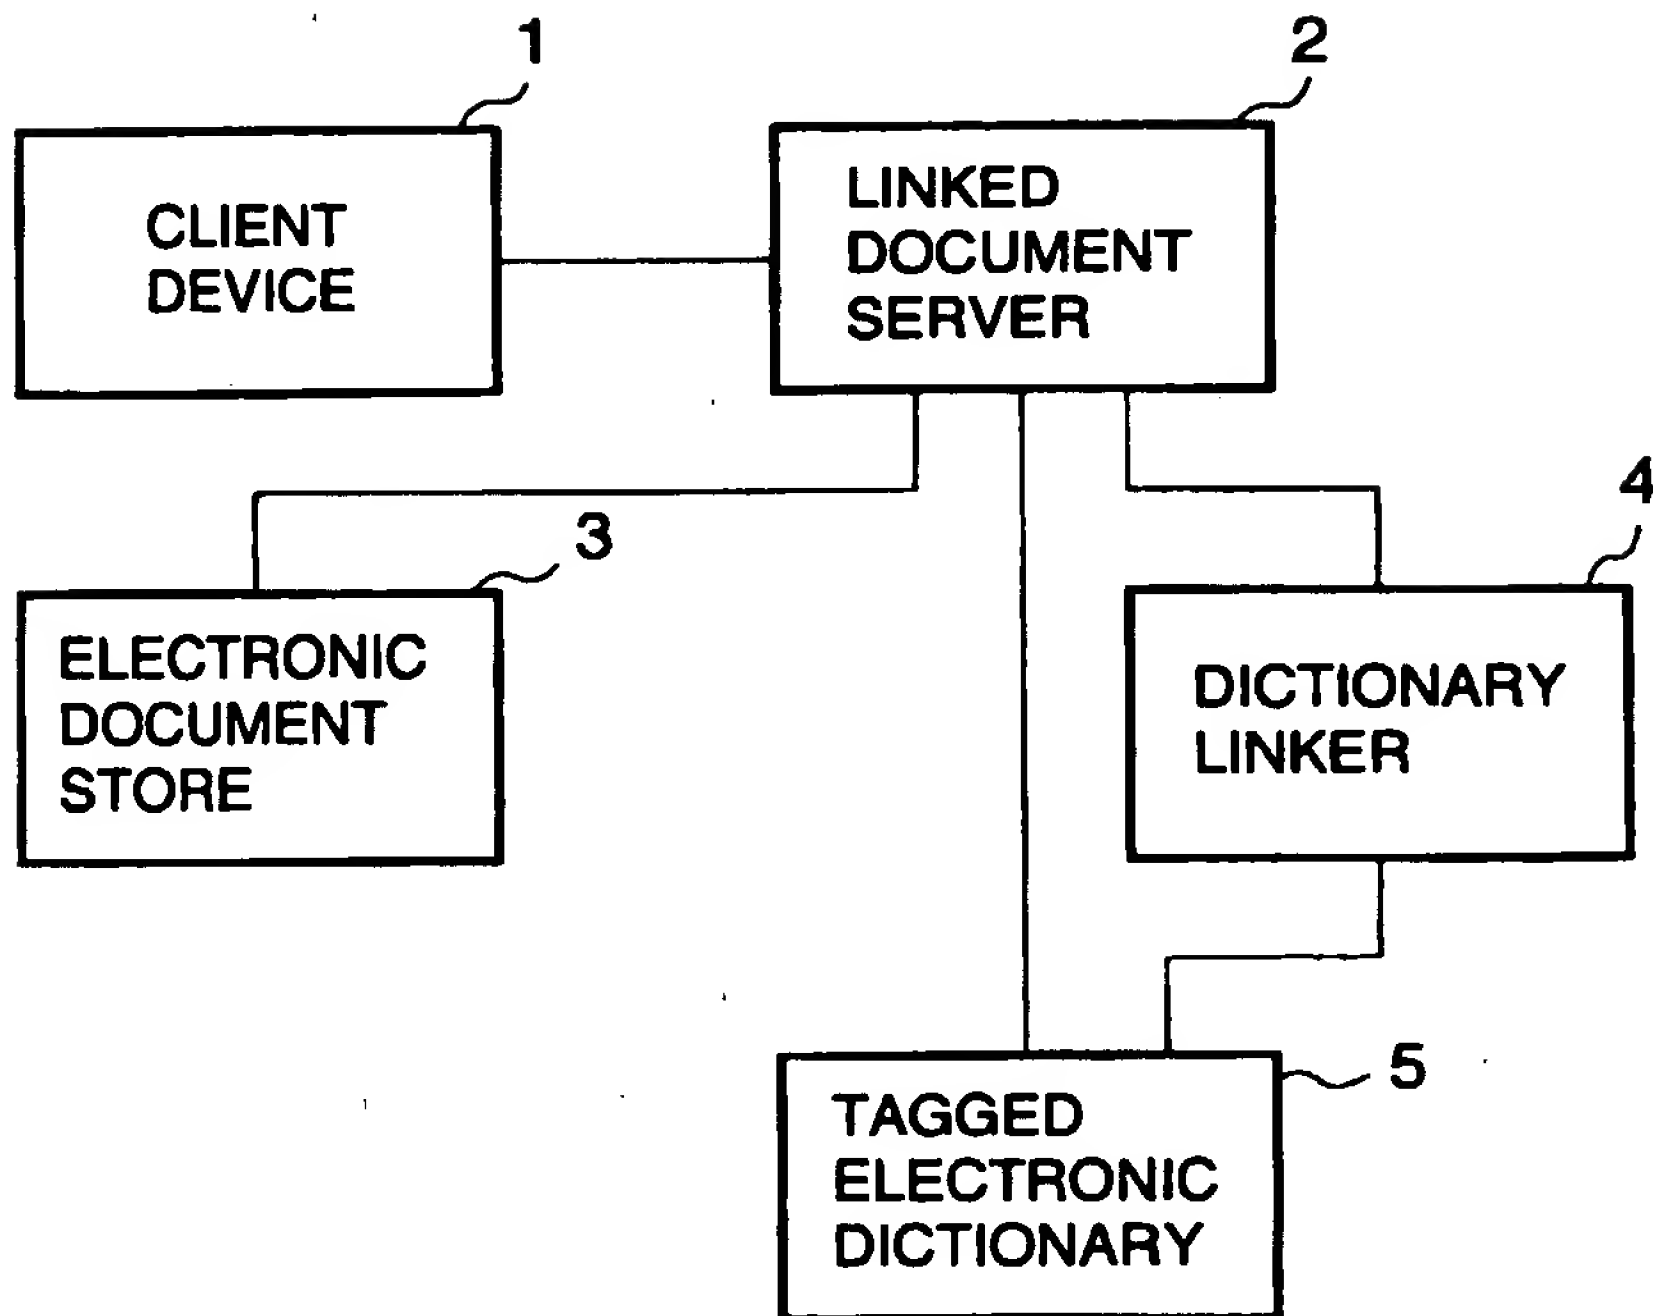 1
CLIENT
DEVICE
2
LINKED
DOCUMENT
SERVER
3
ELECTRONIC
DOCUMENT
STORE
4
DICTIONARY
LINKER
5
TAGGED
ELECTRONIC
DICTIONARY